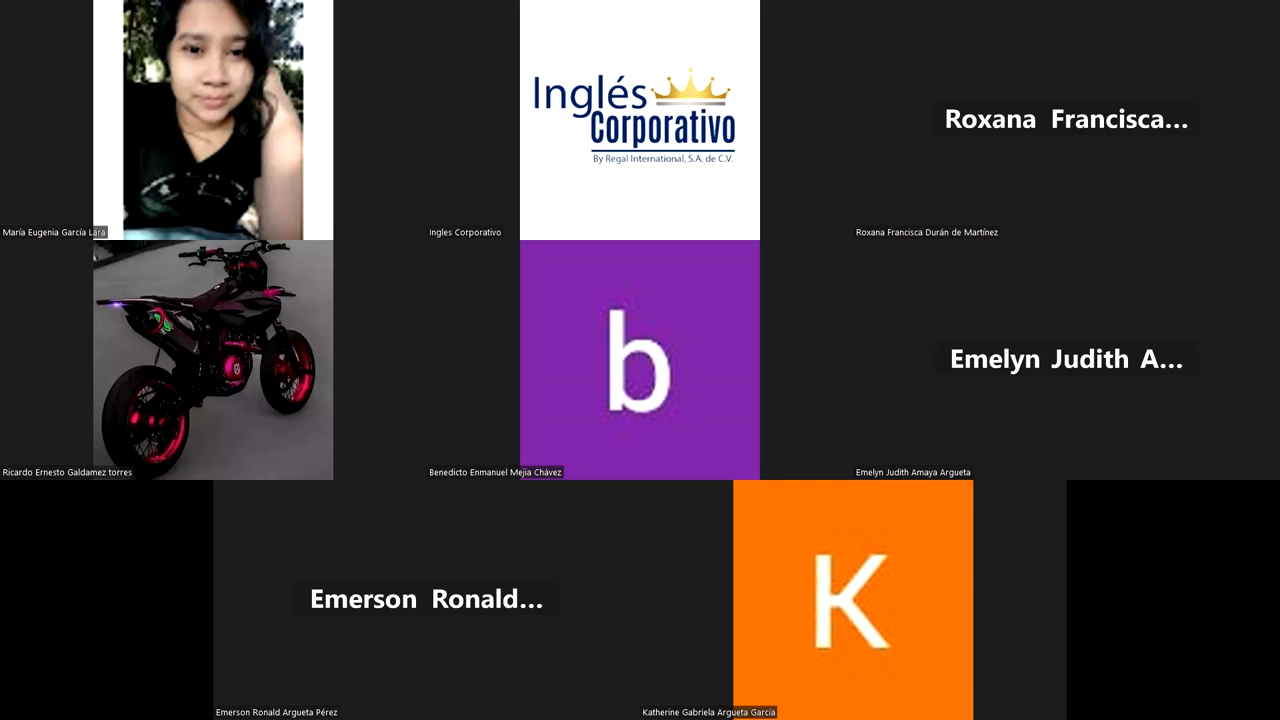 María Eugenia García Lara
Inglés
Corporativo
By Regal International, S.A. de C.V.
Ingles Corporativo
Roxana Francisca...
Roxana Francisca Durán de Martínez
Ricardo Ernesto Galdamez torres
b
Benedicto Enmanuel Mejia Chávez
Emelyn Judith A...
Emelyn Judith Amaya Argueta
Emerson Ronald...
Emerson Ronald Argueta Pérez
K
Katherine Gabriela Argueta García